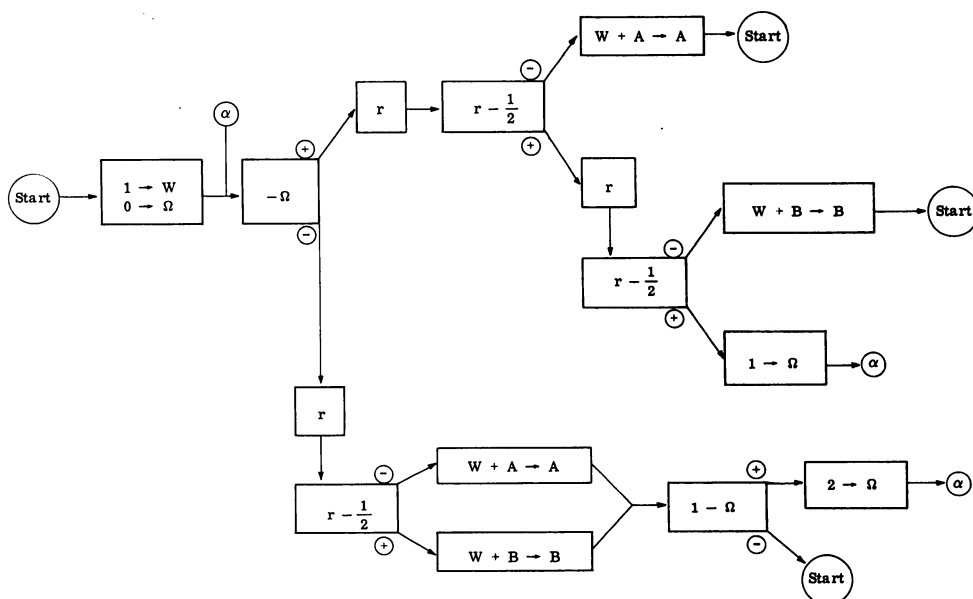 W + A → A
Start
α
r
r − 1/2
⊖
⊕
Start
1 → W
0 → Ω
− Ω
⊕
⊖
r
W + B → B
Start
r − 1/2
⊖
⊕
1 → Ω
α
r
r − 1/2
⊖
⊕
W + A → A
W + B → B
1 − Ω
⊕
⊖
2 → Ω
α
Start